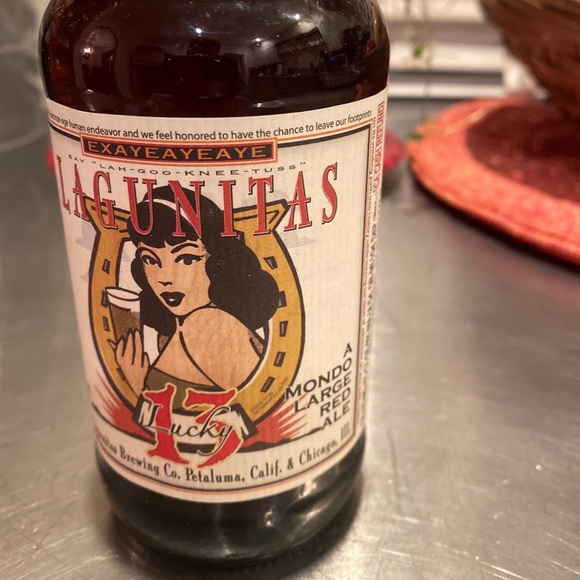 human endeavor and we feel honored to have the chance to leave our footprints
EXAYEAYEAYE
SAY "LAH-GOO-KNEE-TUSS"
LAGUNITAS
A
MONDO
LARGE
RED
ALE
Lucky
13
Brewing Co. Petaluma, Calif. & Chicago, Ill.